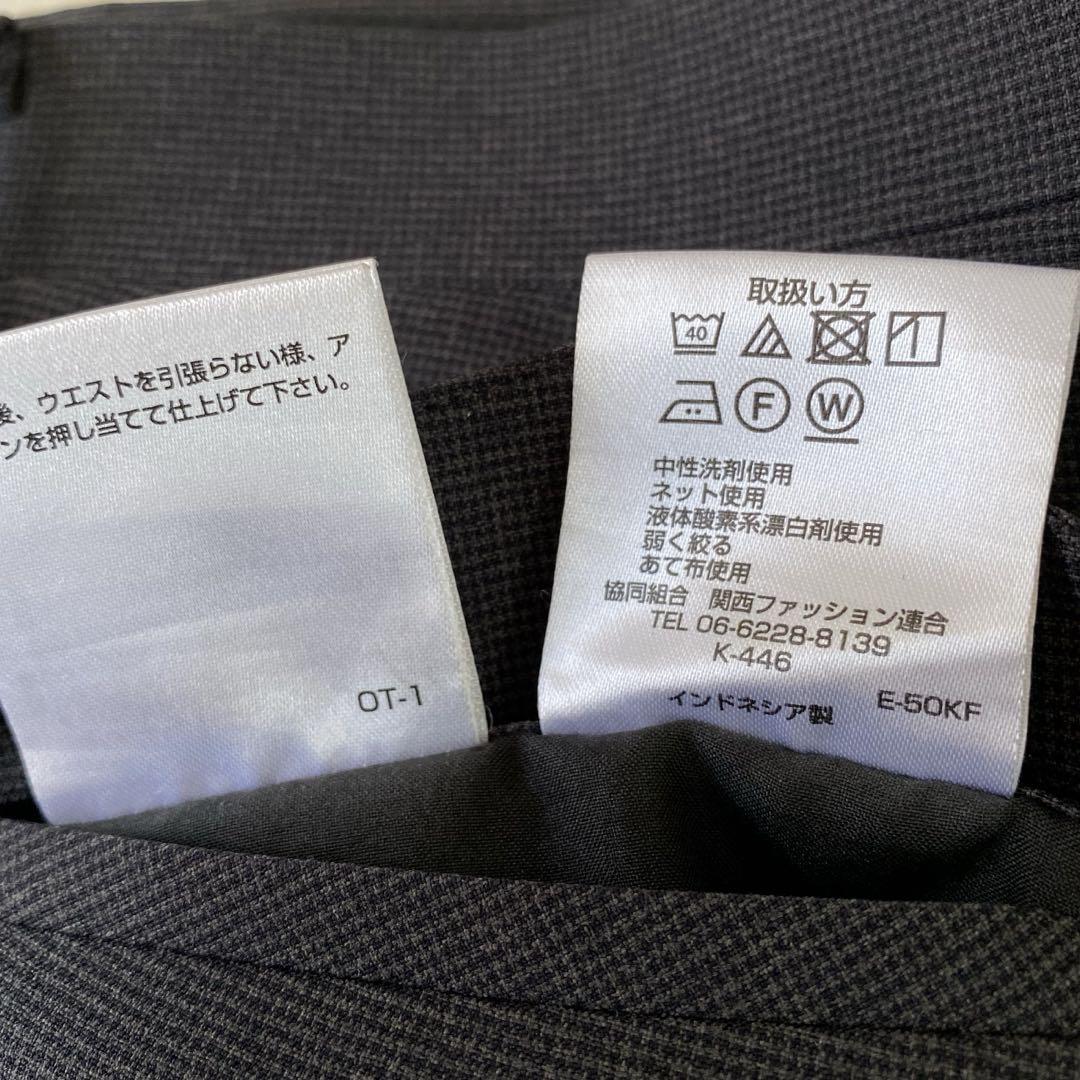 後、ウエストを引張らない様、ア
ンを押し当てて仕上げて下さい。
OT-1
取扱い方
40
F
W
中性洗剤使用
ネット使用
液体酸素系漂白剤使用
弱く絞る
あて布使用
協同組合 関西ファッション連合
TEL 06-6228-8139
K-446
インドネシア製 E-50KF